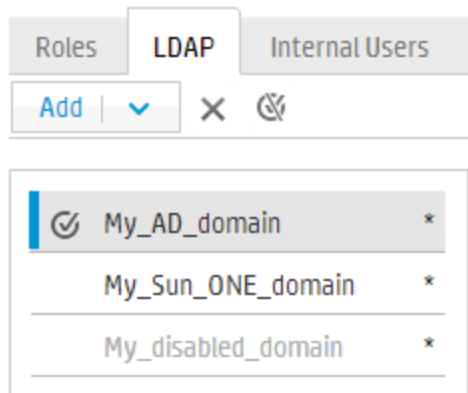 Roles LDAP Internal Users
Add
My_AD_domain *
My_Sun_ONE_domain *
My_disabled_domain *